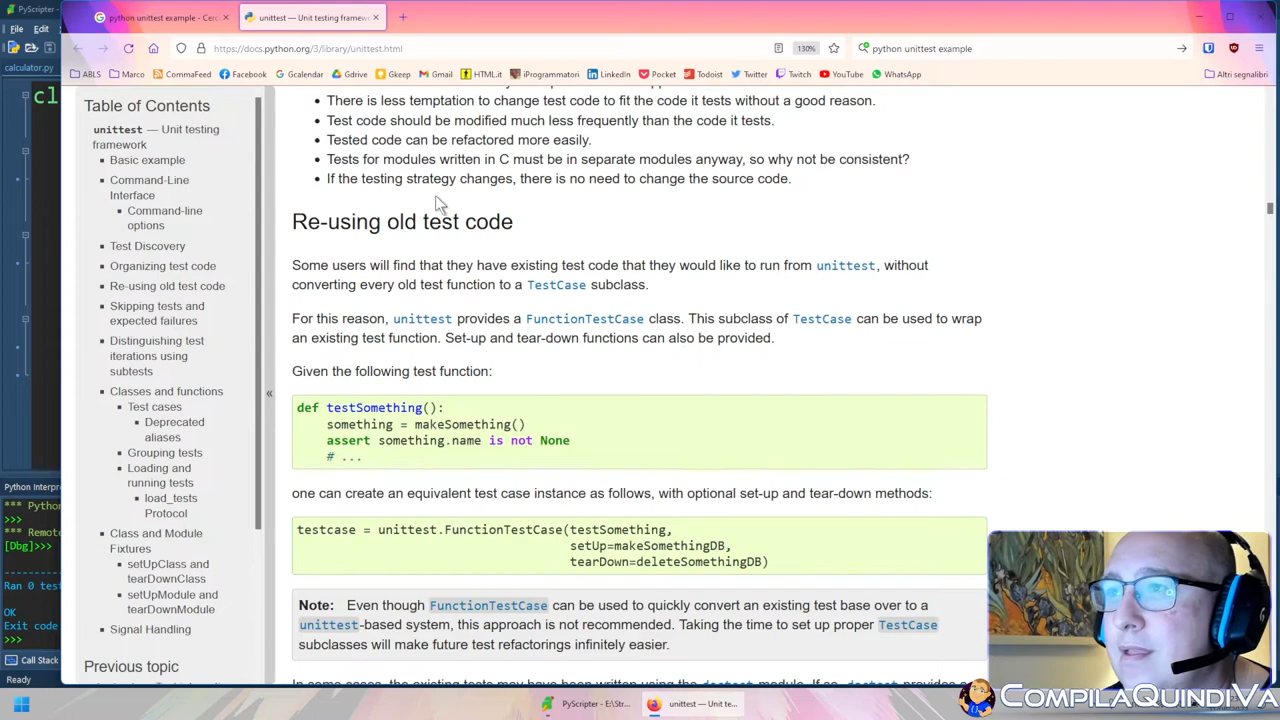 PyScripter
python unittest example - Cerc
unittest — Unit testing framew
File
https://docs.python.org/3/library/unittest.html
130%
python unittest example
ABLS
Marco
CommaFeed
Facebook
Gcalendar
Gdrive
Gkeep
Gmail
HTML.it
iProgrammatori
LinkedIn
Pocket
Todoist
Twitter
Twitch
YouTube
WhatsApp
Altri segnalibri
calculator.py
cl
Table of Contents
unittest — Unit testing
framework
Basic example
Command-Line
Interface
Command-line
options
Test Discovery
Organizing test code
Re-using old test code
Skipping tests and
expected failures
Distinguishing test
iterations using
subtests
Classes and functions
Test cases
Deprecated
aliases
Grouping tests
Loading and
running tests
load_tests
Protocol
Class and Module
Fixtures
setUpClass and
tearDownClass
setUpModule and
tearDownModule
Signal Handling
Previous topic
«
There is less temptation to change test code to fit the code it tests without a good reason.
Test code should be modified much less frequently than the code it tests.
Tested code can be refactored more easily.
Tests for modules written in C must be in separate modules anyway, so why not be consistent?
If the testing strategy changes, there is no need to change the source code.
Re-using old test code
Some users will find that they have existing test code that they would like to run from unittest, without
converting every old test function to a TestCase subclass.
For this reason, unittest provides a FunctionTestCase class. This subclass of TestCase can be used to wrap
an existing test function. Set-up and tear-down functions can also be provided.
Given the following test function:
def testSomething():
something = makeSomething()
assert something.name is not None
# ...
one can create an equivalent test case instance as follows, with optional set-up and tear-down methods:
testcase = unittest.FunctionTestCase(testSomething,
setUp=makeSomethingDB,
tearDown=deleteSomethingDB)
Note: Even though FunctionTestCase can be used to quickly convert an existing test base over to a
unittest-based system, this approach is not recommended. Taking the time to set up proper TestCase
subclasses will make future test refactorings infinitely easier.
Python Interpre
*** Python
>>>
*** Remote
[Dbg]>>>
Ran 0 test
OK
Exit code
>>>
Call Stack
Ready
PyScripter - E:\Str...
unittest — Unit te...
COMPILAQUINDIVA